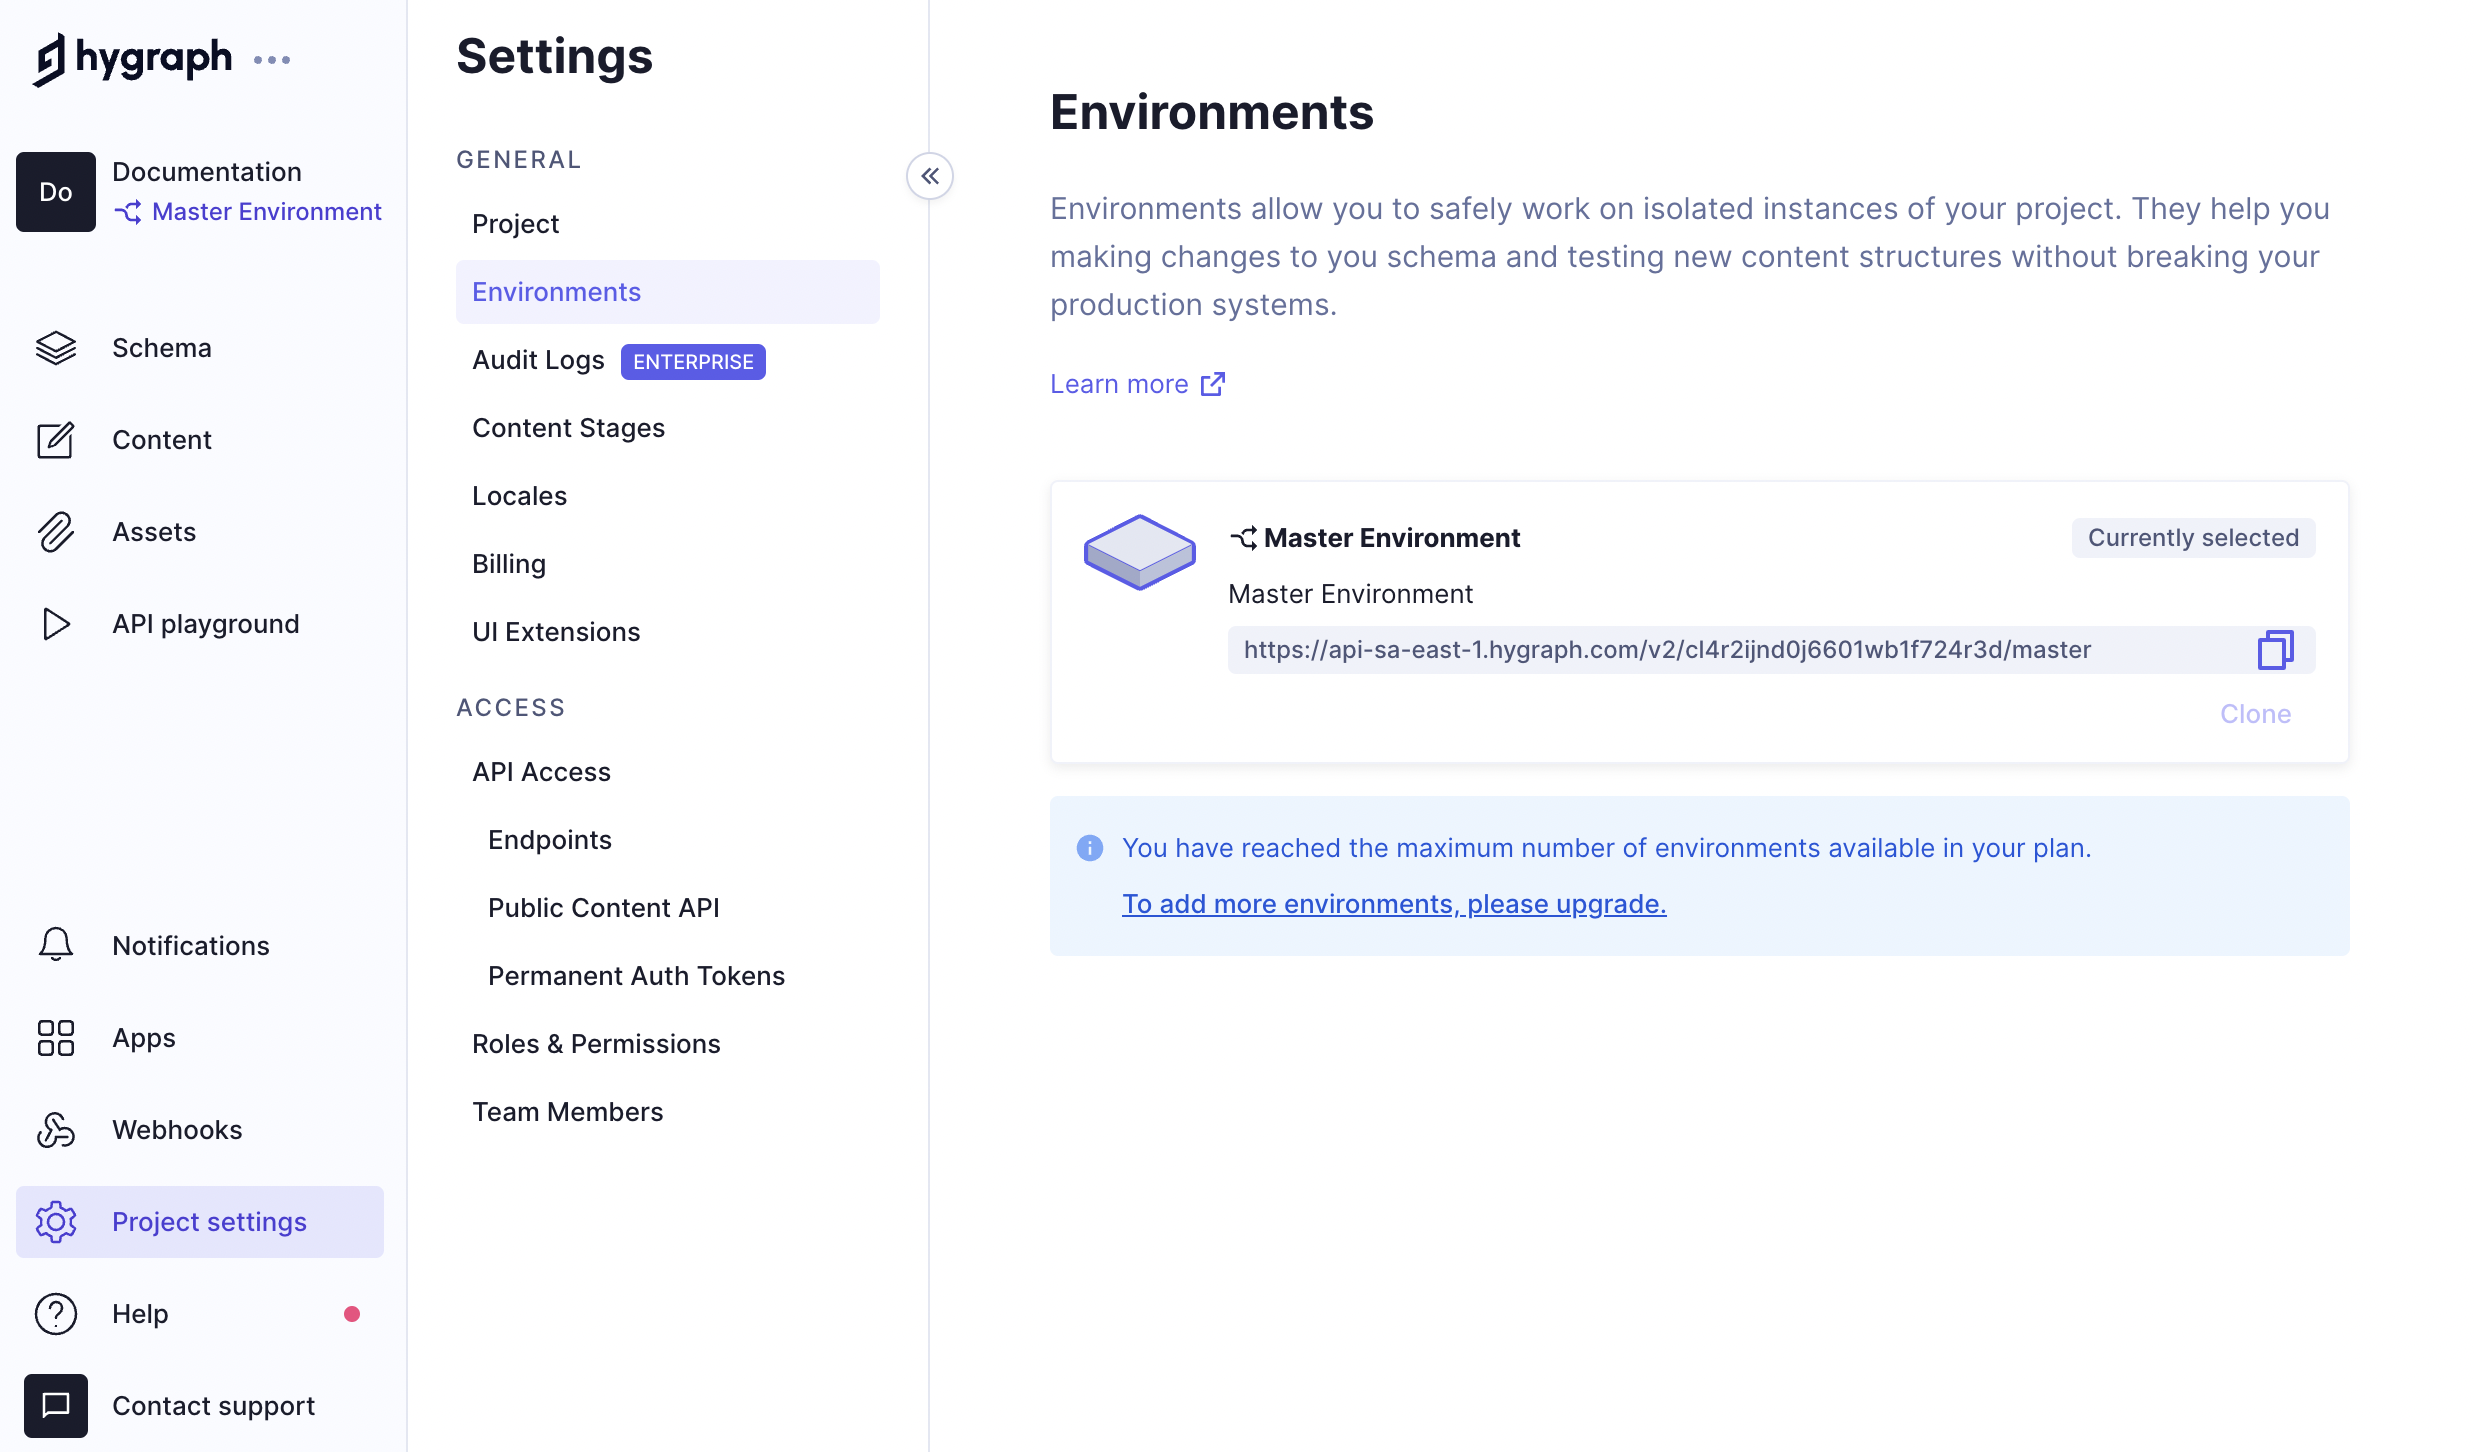 hygraph
Do
Documentation
Master Environment
Schema
Content
Assets
API playground
Notifications
Apps
Webhooks
Project settings
Help
Contact support
Settings
GENERAL
Project
Environments
Audit Logs ENTERPRISE
Content Stages
Locales
Billing
UI Extensions
ACCESS
API Access
Endpoints
Public Content API
Permanent Auth Tokens
Roles & Permissions
Team Members
Environments
Environments allow you to safely work on isolated instances of your project. They help you
making changes to you schema and testing new content structures without breaking your
production systems.
Learn more
Master Environment
Currently selected
Master Environment
https://api-sa-east-1.hygraph.com/v2/cl4r2ijnd0j6601wb1f724r3d/master
Clone
You have reached the maximum number of environments available in your plan.
To add more environments, please upgrade.